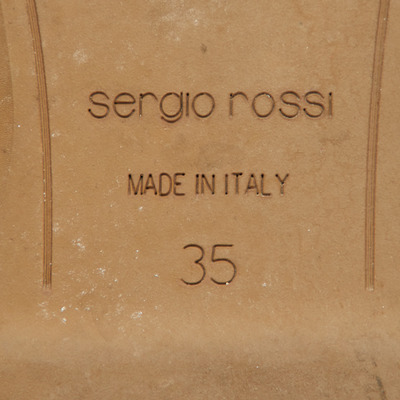 sergio rossi
MADE IN ITALY
35